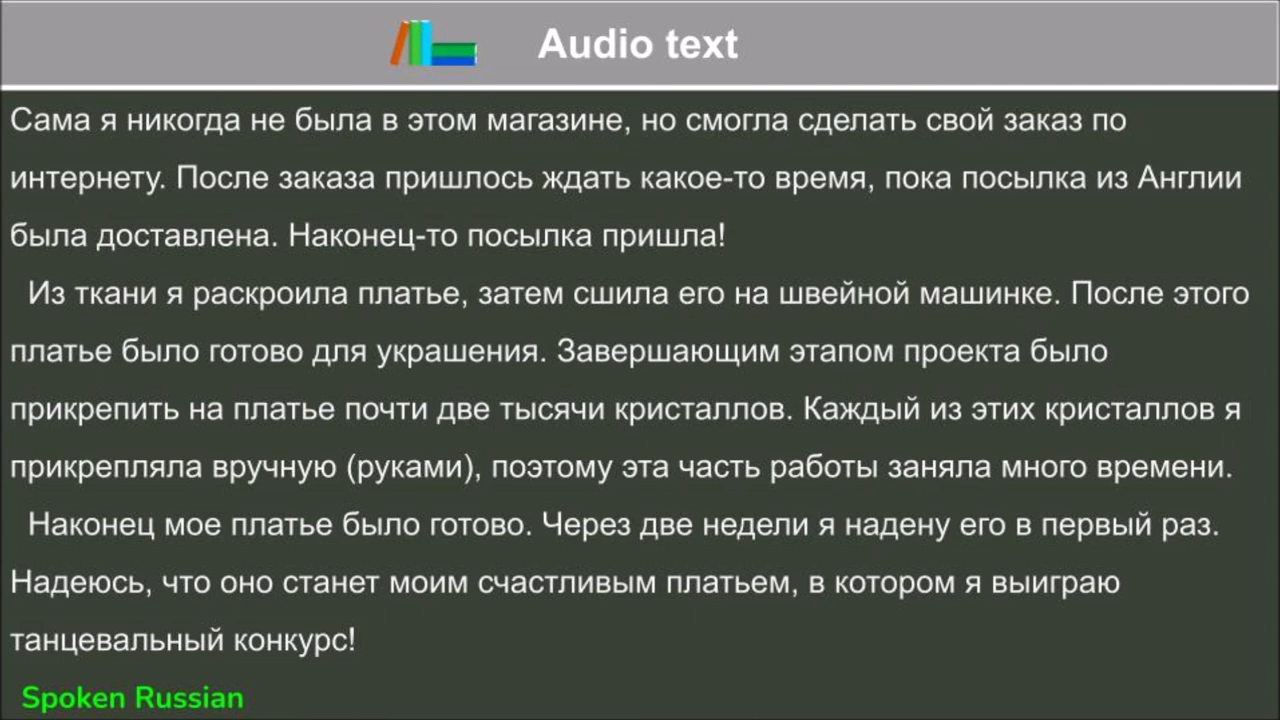 Audio text
Сама я никогда не была в этом магазине, но смогла сделать свой заказ по
интернету. После заказа пришлось ждать какое-то время, пока посылка из Англии
была доставлена. Наконец-то посылка пришла!
Из ткани я раскроила платье, затем сшила его на швейной машинке. После этого
платье было готово для украшения. Завершающим этапом проекта было
прикрепить на платье почти две тысячи кристаллов. Каждый из этих кристаллов я
прикрепляла вручную (руками), поэтому эта часть работы заняла много времени.
Наконец мое платье было готово. Через две недели я надену его в первый раз.
Надеюсь, что оно станет моим счастливым платьем, в котором я выиграю
танцевальный конкурс!
Spoken Russian